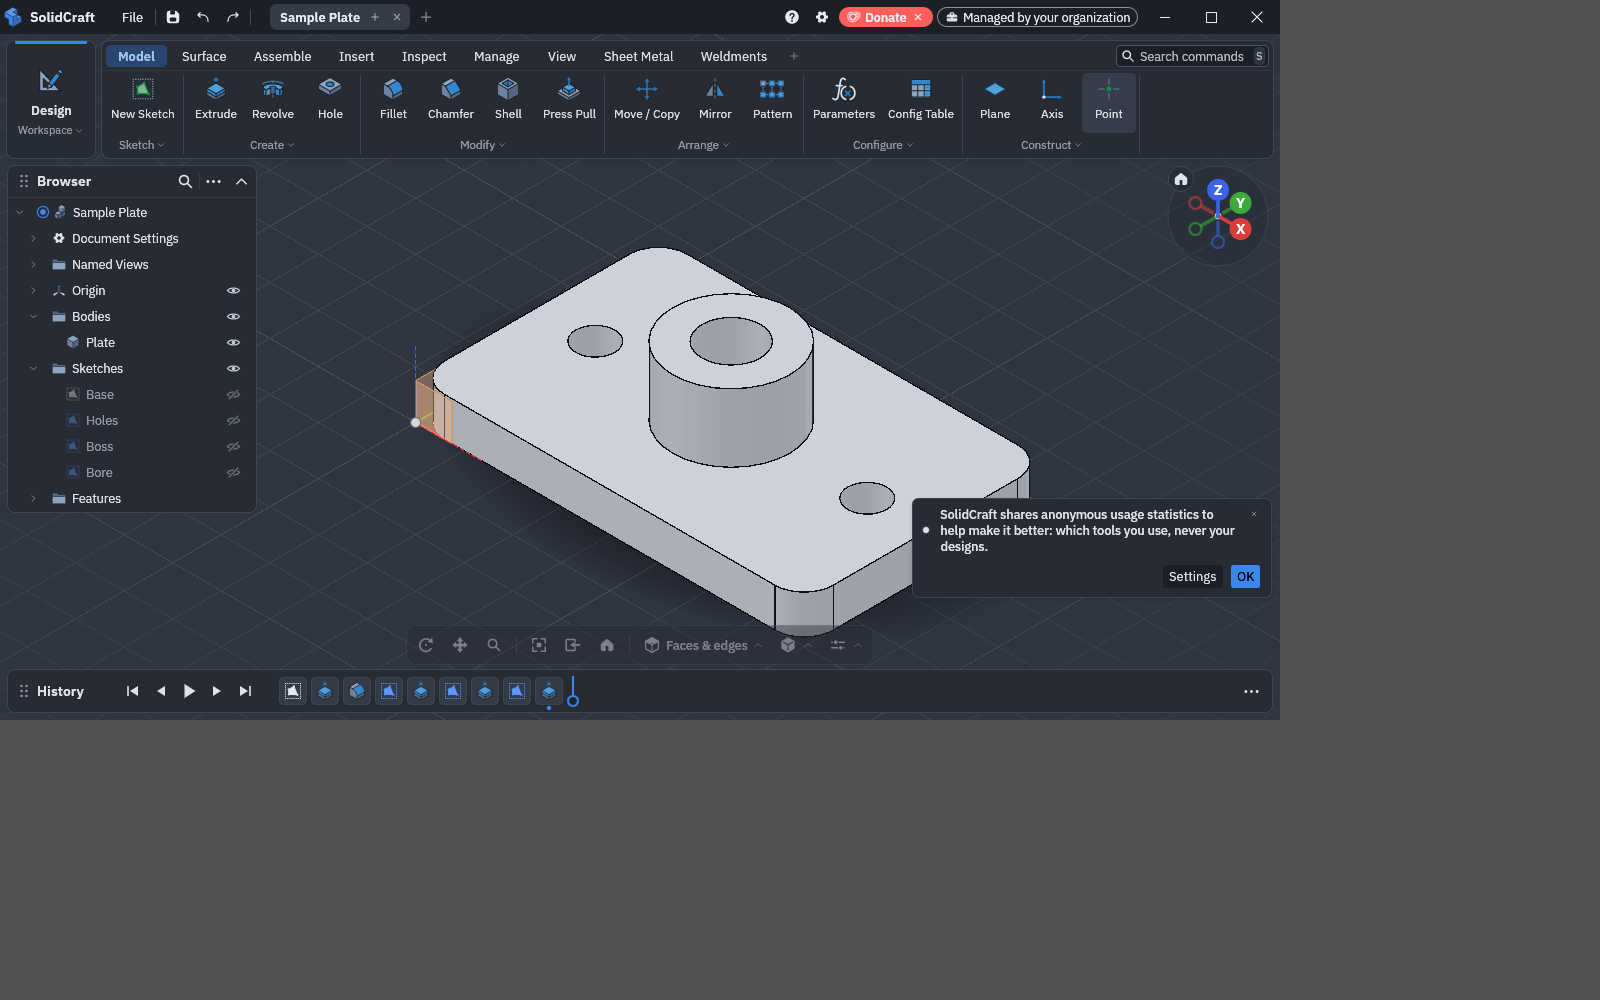 SolidCraft
File
Sample Plate
Donate
Managed by your organization
Design
Workspace
Model
Surface
Assemble
Insert
Inspect
Manage
View
Sheet Metal
Weldments
Search commands
S
New Sketch
Extrude
Revolve
Hole
Fillet
Chamfer
Shell
Press Pull
Move / Copy
Mirror
Pattern
Parameters
Config Table
Plane
Axis
Point
Sketch
Create
Modify
Arrange
Configure
Construct
Browser
Sample Plate
Document Settings
Named Views
Origin
Bodies
Plate
Sketches
Base
Holes
Boss
Bore
Features
Z
Y
X
SolidCraft shares anonymous usage statistics to
help make it better: which tools you use, never your
designs.
Settings
OK
Faces & edges
History